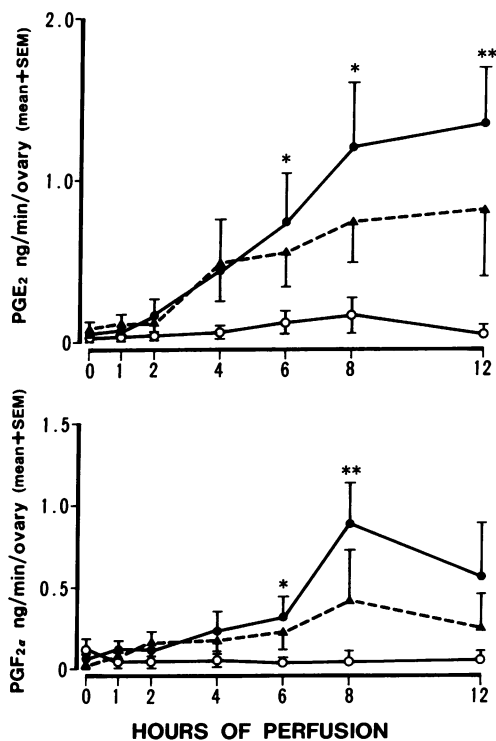 2.0
**
*
*
1.0
0
PGE₂ ng/min/ovary (mean+SEM)
0 1 2 4 6 8 12
1.5
**
1.0
*
0.5
0
PGF₂α ng/min/ovary (mean+SEM)
0 1 2 4 6 8 12
HOURS OF PERFUSION